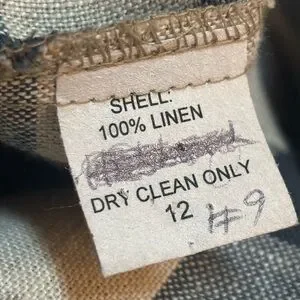 SHELL:
100% LINEN
DRY CLEAN ONLY
12 #9